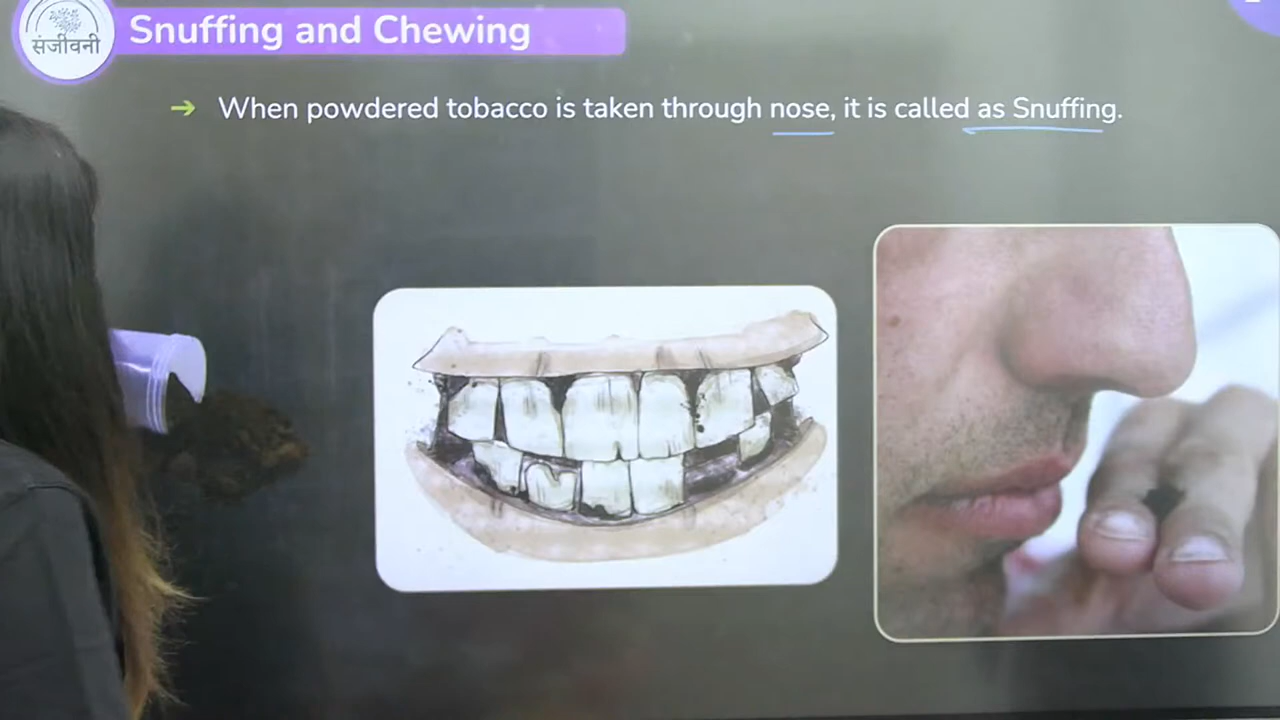 संजीवनी
Snuffing and Chewing
→ When powdered tobacco is taken through nose, it is called as Snuffing.